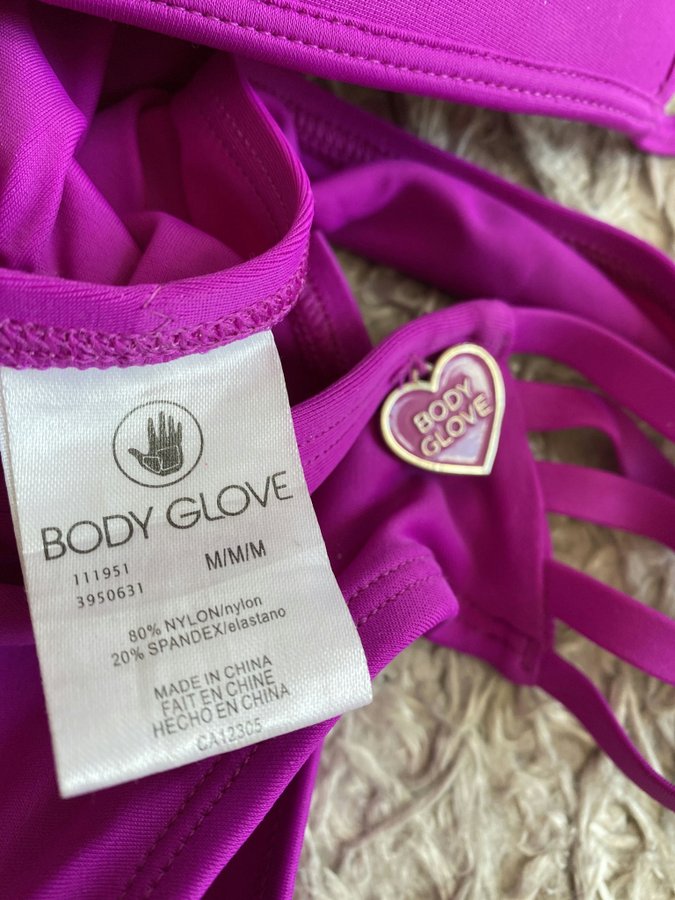 BODY GLOVE
111951
3950631
M/M/M
80% NYLON/nylon
20% SPANDEX/elastano
MADE IN CHINA
FAIT EN CHINE
HECHO EN CHINA
CA12305
BODY
GLOVE